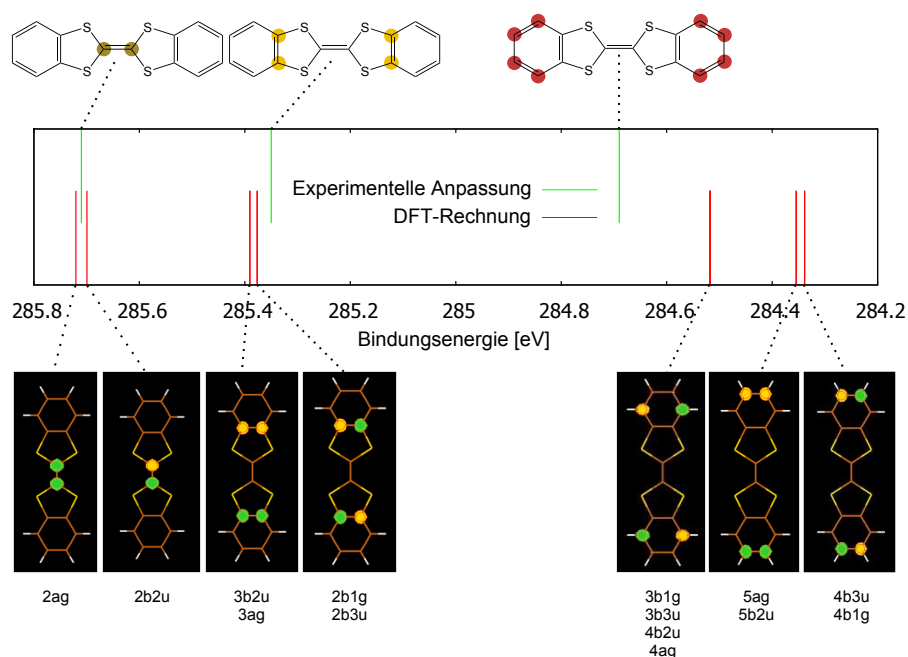 S S S S S S S S S S S S
Experimentelle Anpassung
DFT-Rechnung
285.8 285.6 285.4 285.2 285 284.8 284.6 284.4 284.2
Bindungsenergie [eV]
2ag 2b2u 3b2u 2b1g 3b1g 5ag 4b3u
3ag 2b3u 3b3u 5b2u 4b1g
4b2u
4ag